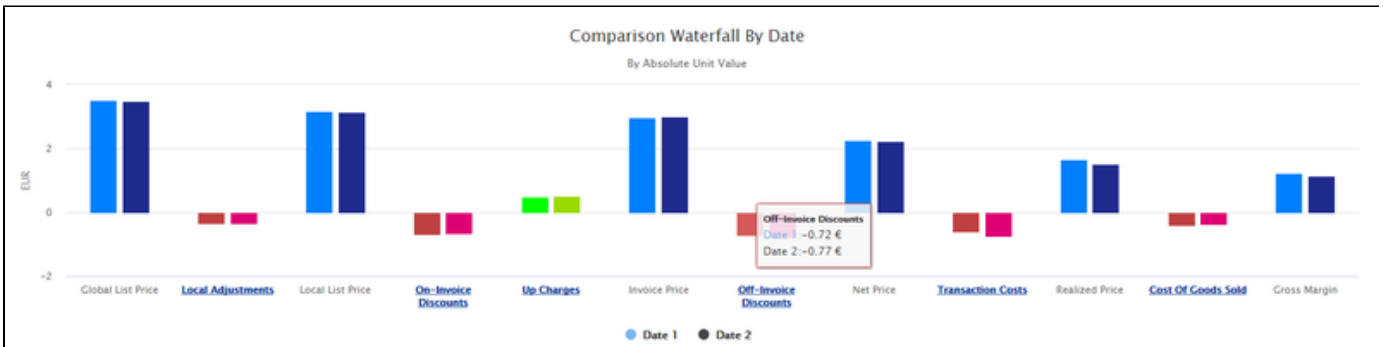 Comparison Waterfall By Date
By Absolute Unit Value
4
2
0
-2
EUR
Off-Invoice Discounts
Date 1:-0.72 €
Date 2:-0.77 €
Global List Price
Local Adjustments
Local List Price
On-Invoice
Discounts
Up Charges
Invoice Price
Off-Invoice
Discounts
Net Price
Transaction Costs
Realized Price
Cost Of Goods Sold
Gross Margin
Date 1
Date 2